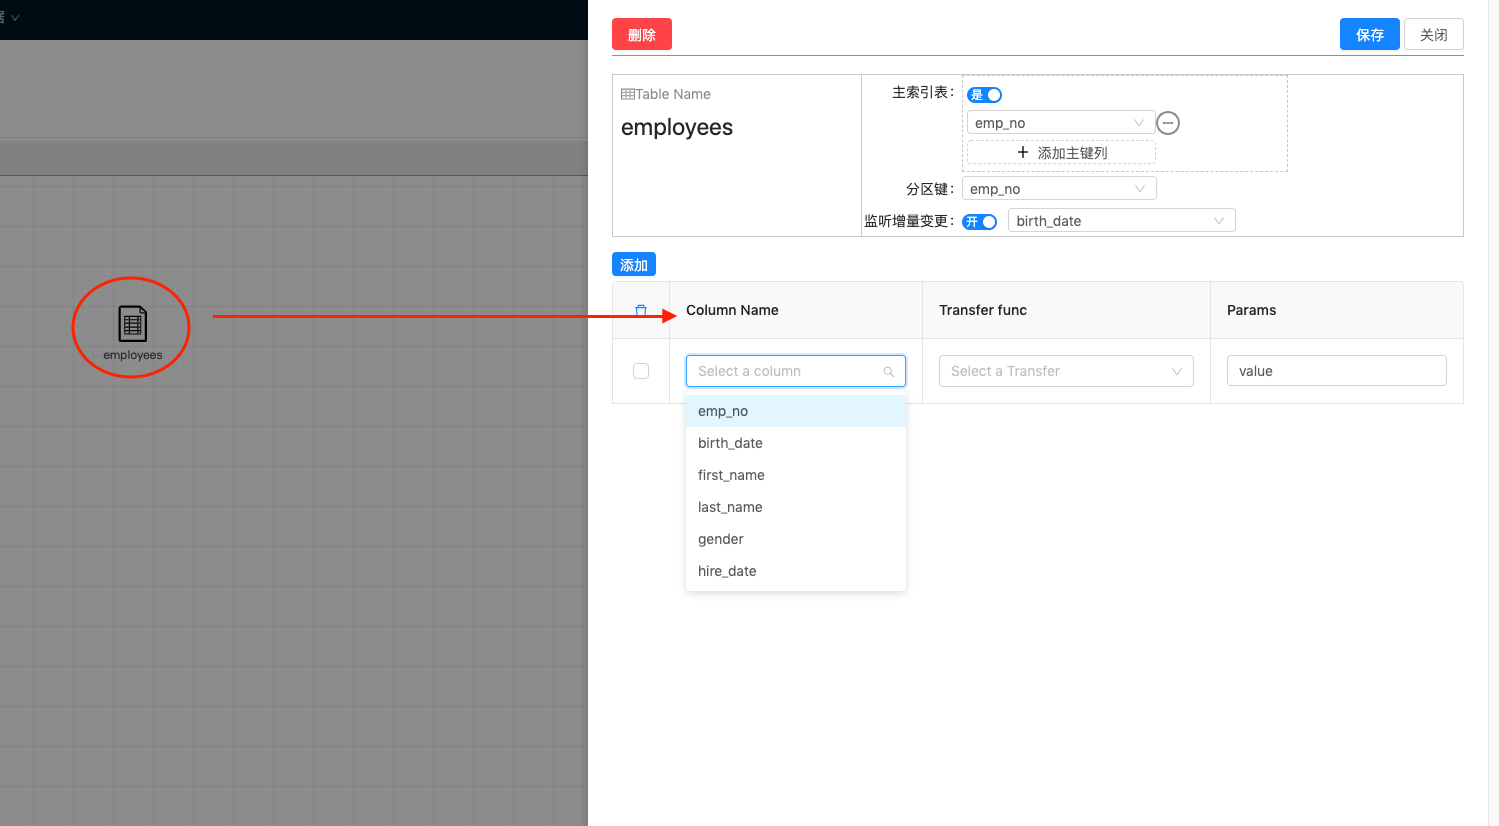 据
删除
保存
关闭
Table Name
employees
主索引表：
是
emp_no
添加主键列
分区键：
emp_no
监听增量变更：
开
birth_date
添加
Column Name
Transfer func
Params
Select a column
Select a Transfer
value
emp_no
birth_date
first_name
last_name
gender
hire_date
employees